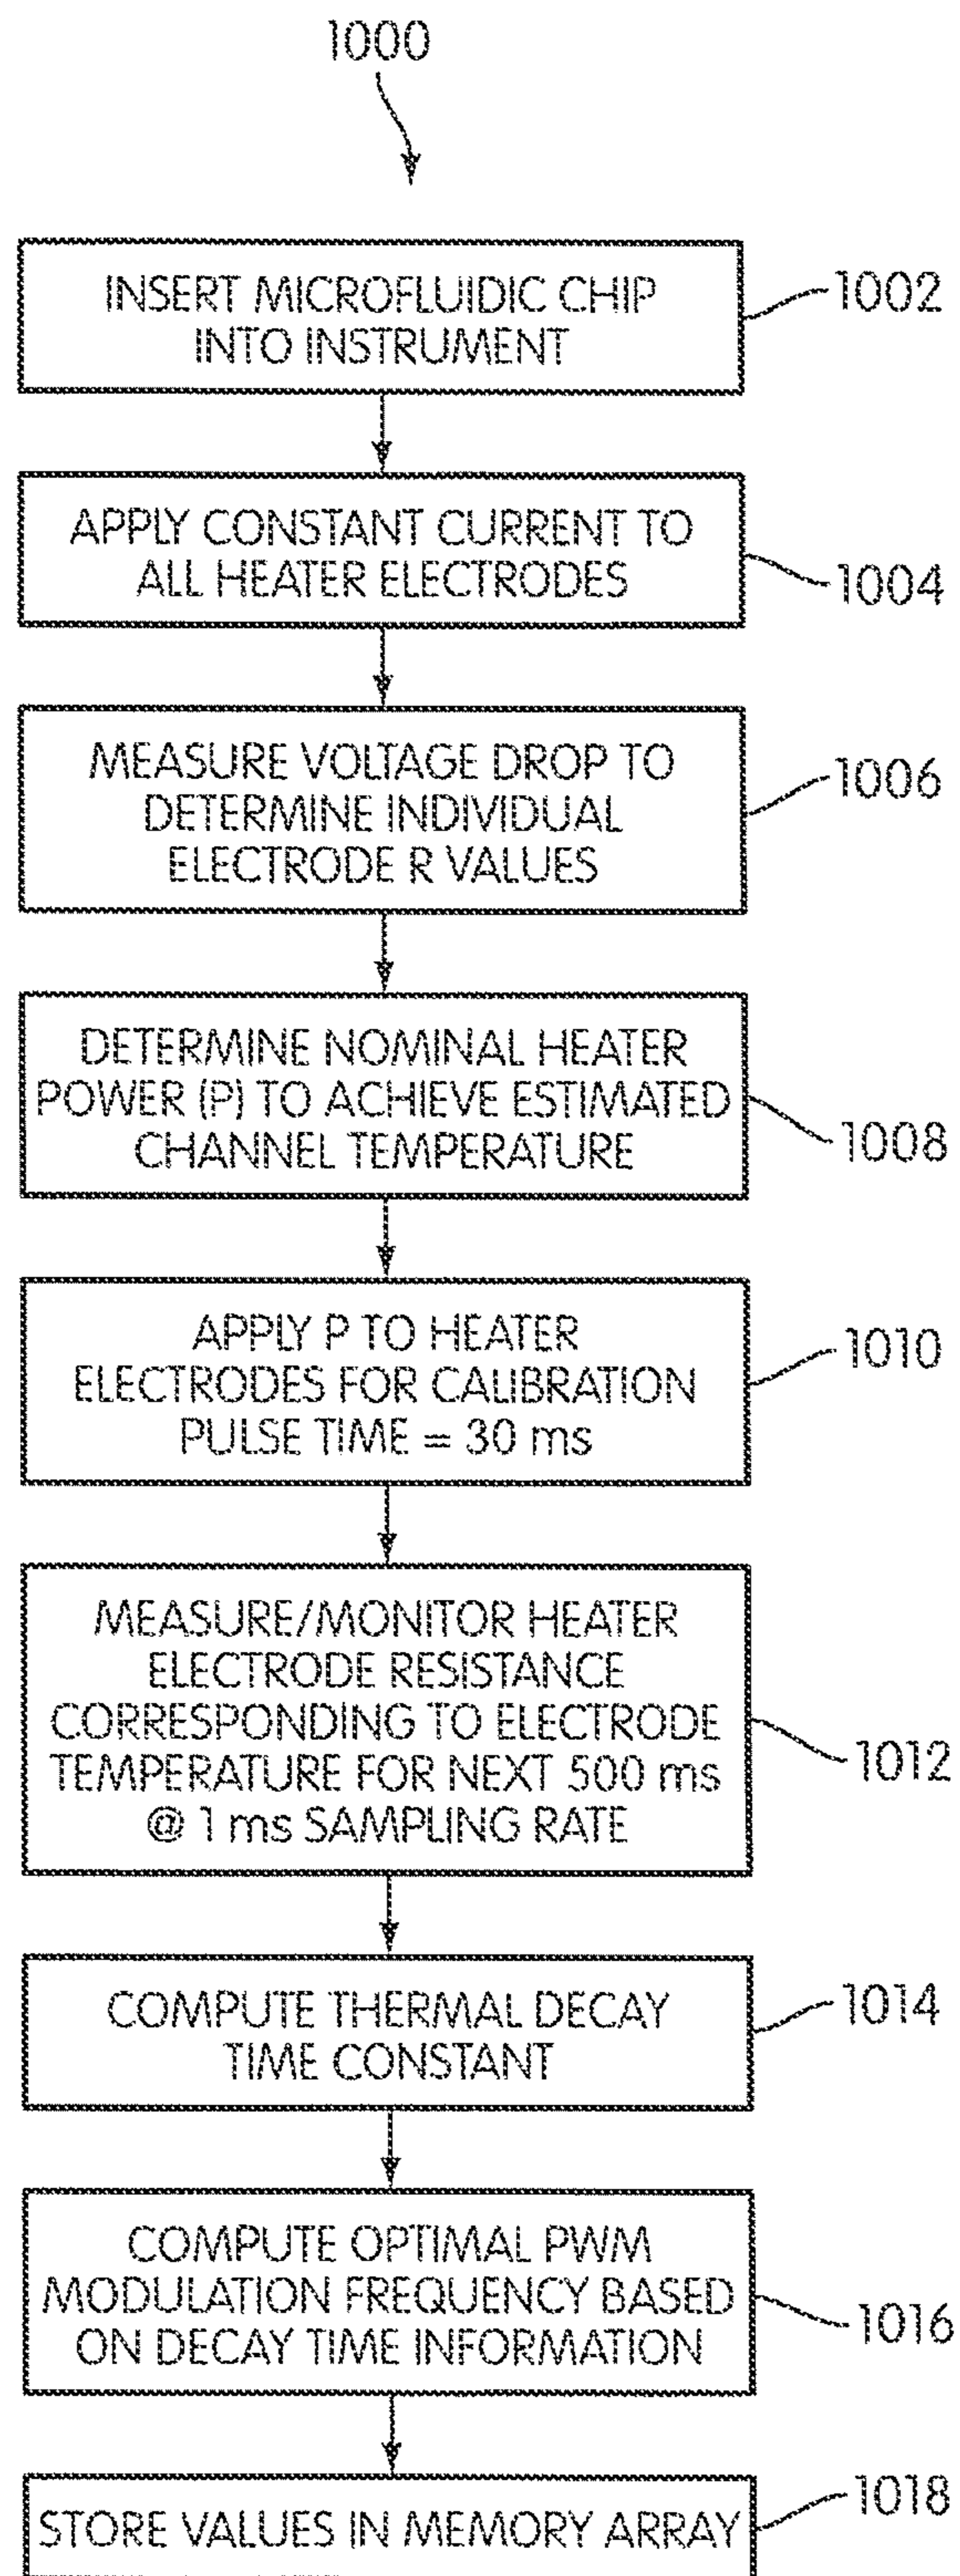 1000
INSERT MICROFLUIDIC CHIP
INTO INSTRUMENT
1002
APPLY CONSTANT CURRENT TO
ALL HEATER ELECTRODES
1004
MEASURE VOLTAGE DROP TO
DETERMINE INDIVIDUAL
ELECTRODE R VALUES
1006
DETERMINE NOMINAL HEATER
POWER (P) TO ACHIEVE ESTIMATED
CHANNEL TEMPERATURE
1008
APPLY P TO HEATER
ELECTRODES FOR CALIBRATION
PULSE TIME = 30 ms
1010
MEASURE/MONITOR HEATER
ELECTRODE RESISTANCE
CORRESPONDING TO ELECTRODE
TEMPERATURE FOR NEXT 500 ms
@ 1 ms SAMPLING RATE
1012
COMPUTE THERMAL DECAY
TIME CONSTANT
1014
COMPUTE OPTIMAL PWM
MODULATION FREQUENCY BASED
ON DECAY TIME INFORMATION
1016
STORE VALUES IN MEMORY ARRAY
1018